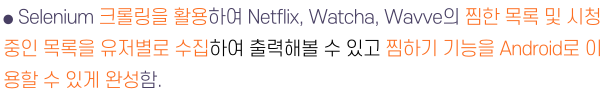 ● Selenium 크롤링을 활용하여 Netflix, Watcha, Wavve의 찜한 목록 및 시청
중인 목록을 유저별로 수집하여 출력해볼 수 있고 찜하기 기능을 Android로 이
용할 수 있게 완성함.